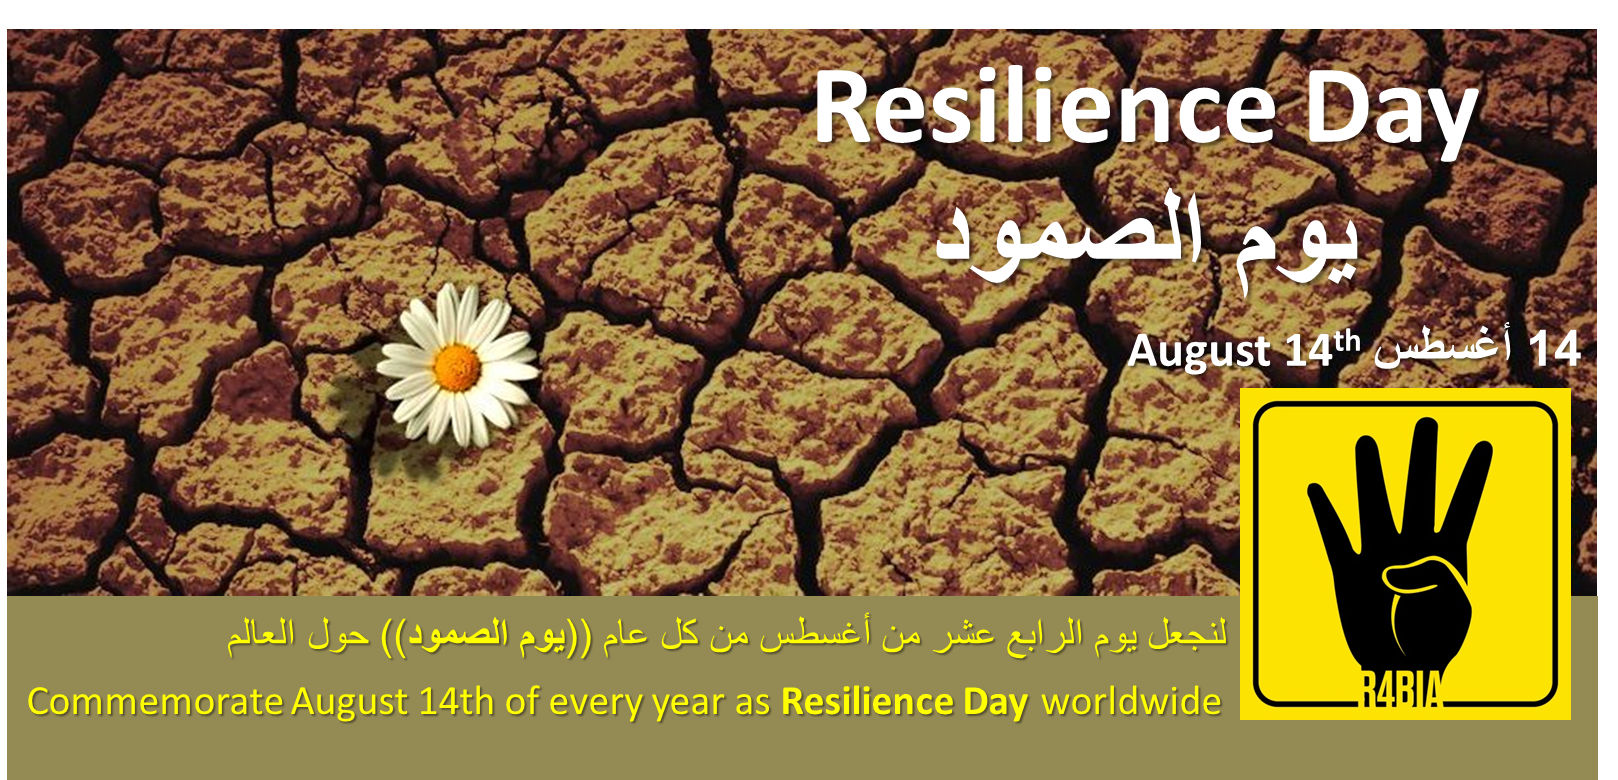 Resilience Day
يوم الصمود
August 14th 14 أغسطس
R4BIA
لنجعل يوم الرابع عشر من أغسطس من كل عام ((يوم الصمود)) حول العالم
Commemorate August 14th of every year as Resilience Day worldwide